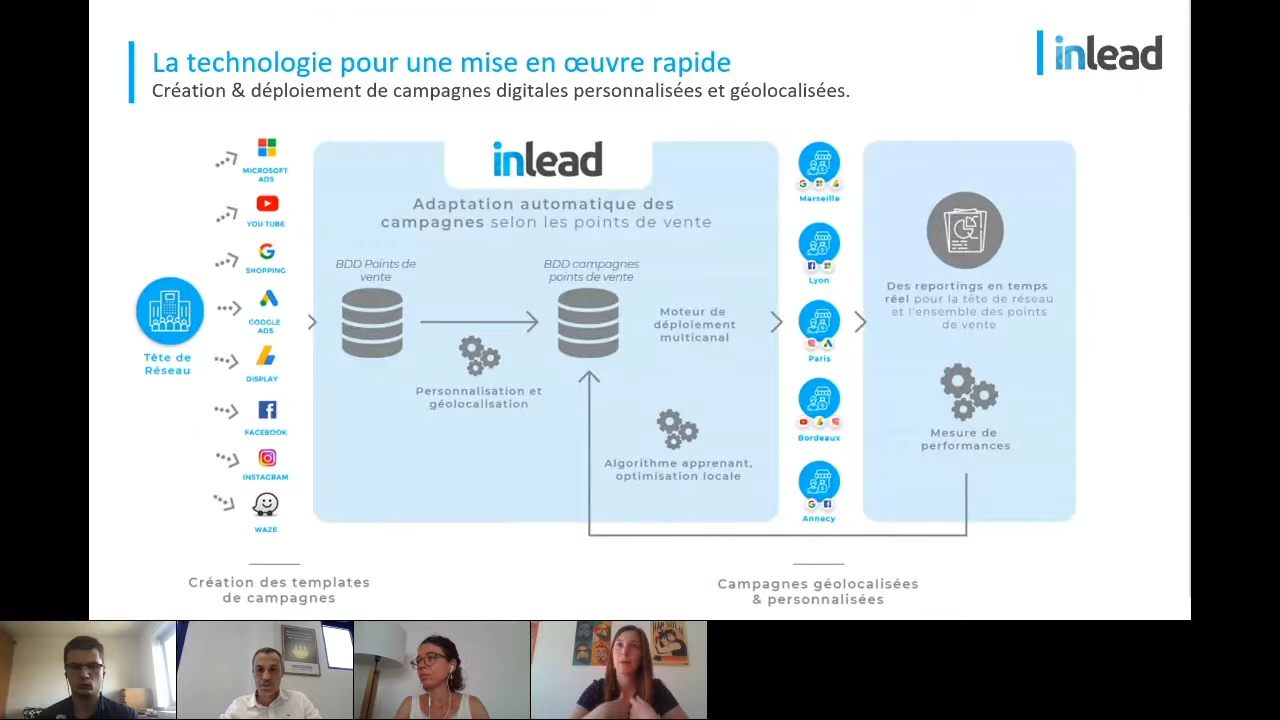 La technologie pour une mise en œuvre rapide
Création & déploiement de campagnes digitales personnalisées et géolocalisées.
inlead
Tête de
Réseau
MICROSOFT
ADS
YOU TUBE
SHOPPING
GOOGLE
ADS
DISPLAY
FACEBOOK
INSTAGRAM
WAZE
inlead
Adaptation automatique des
campagnes selon les points de vente
BDD Points de
vente
BDD campagnes
points de vente
Personnalisation et
géolocalisation
Moteur de
déploiement
multicanal
Algorithme apprenant,
optimisation locale
Marseille
Lyon
Paris
Bordeaux
Annecy
Des reportings en temps
réel pour la tête de réseau
et l'ensemble des points
de vente
Mesure de
performances
Création des templates
de campagnes
Campagnes géolocalisées
& personnalisées